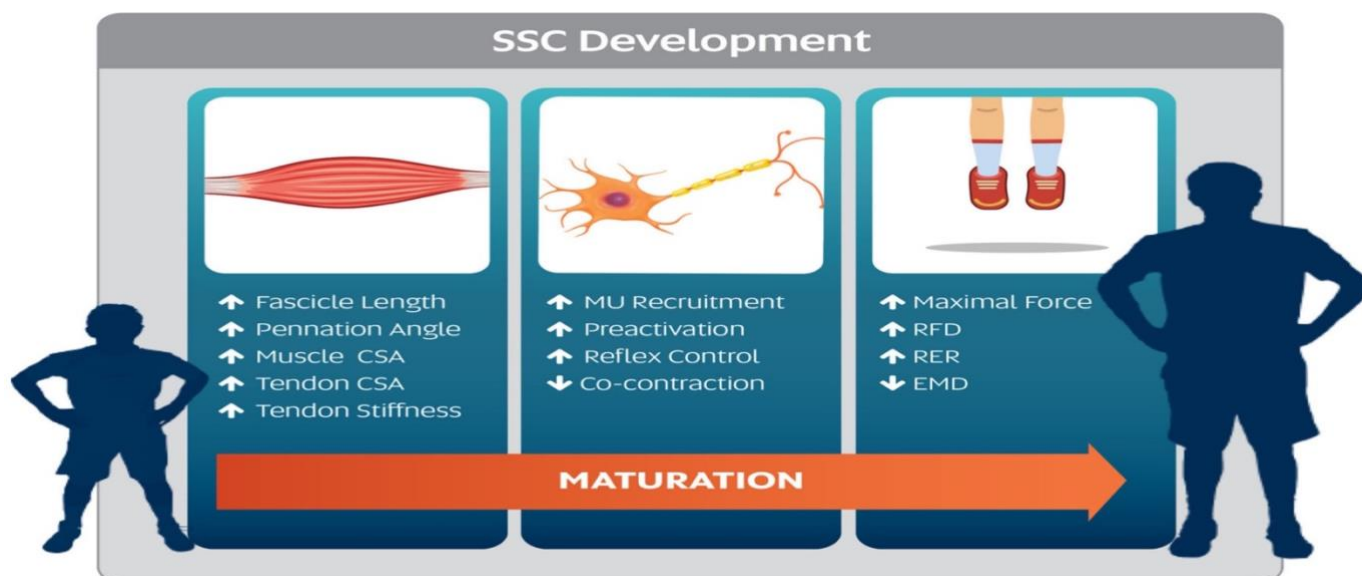 SSC Development
↑ Fascicle Length
↑ Pennation Angle
↑ Muscle CSA
↑ Tendon CSA
↑ Tendon Stiffness
↑ MU Recruitment
↑ Preactivation
↑ Reflex Control
↓ Co-contraction
↑ Maximal Force
↑ RFD
↑ RER
↓ EMD
MATURATION